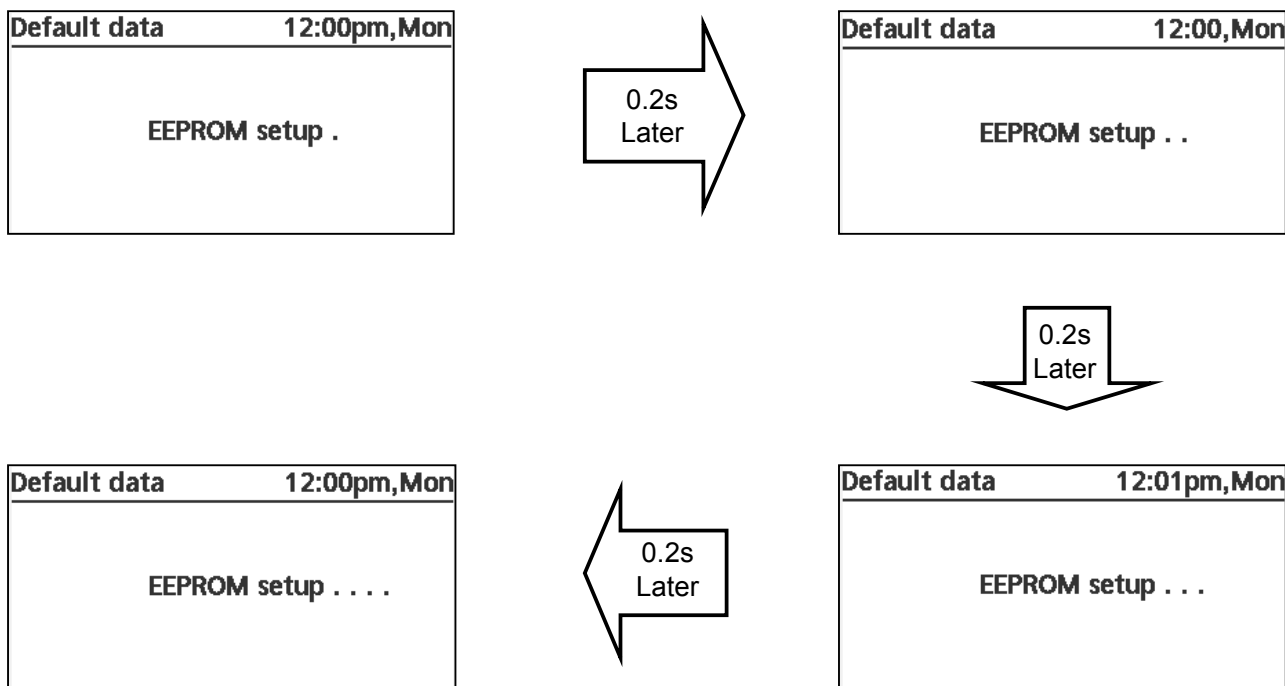 Default data 12:00pm,Mon
EEPROM setup .
0.2s
Later
Default data 12:00,Mon
EEPROM setup . .
0.2s
Later
Default data 12:01pm,Mon
EEPROM setup . . .
0.2s
Later
Default data 12:00pm,Mon
EEPROM setup . . . .